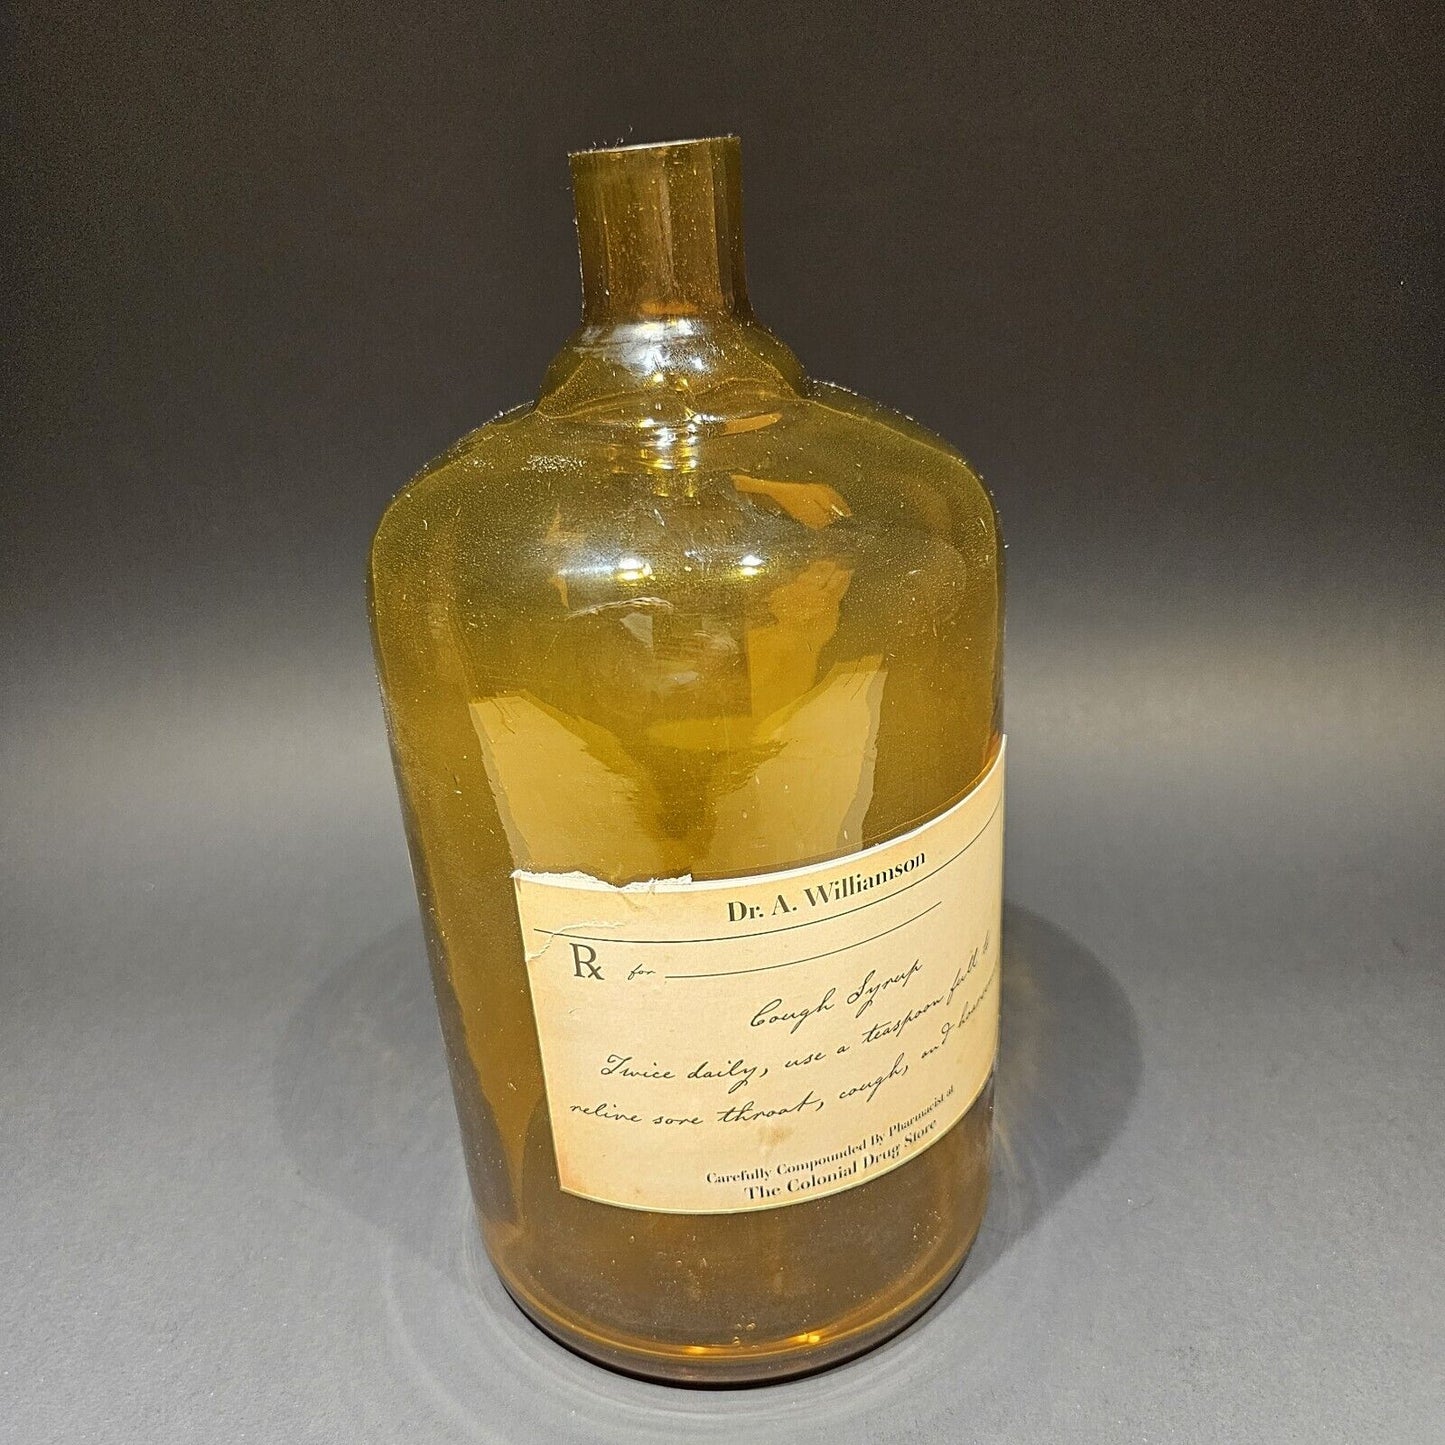 Dr. A. Williamson
Rx for
Cough Syrup
Twice daily, use a teaspoon full to
relive sore throat, cough, and
Carefully Compounded By Pharmacist at
The Colonial Drug Store